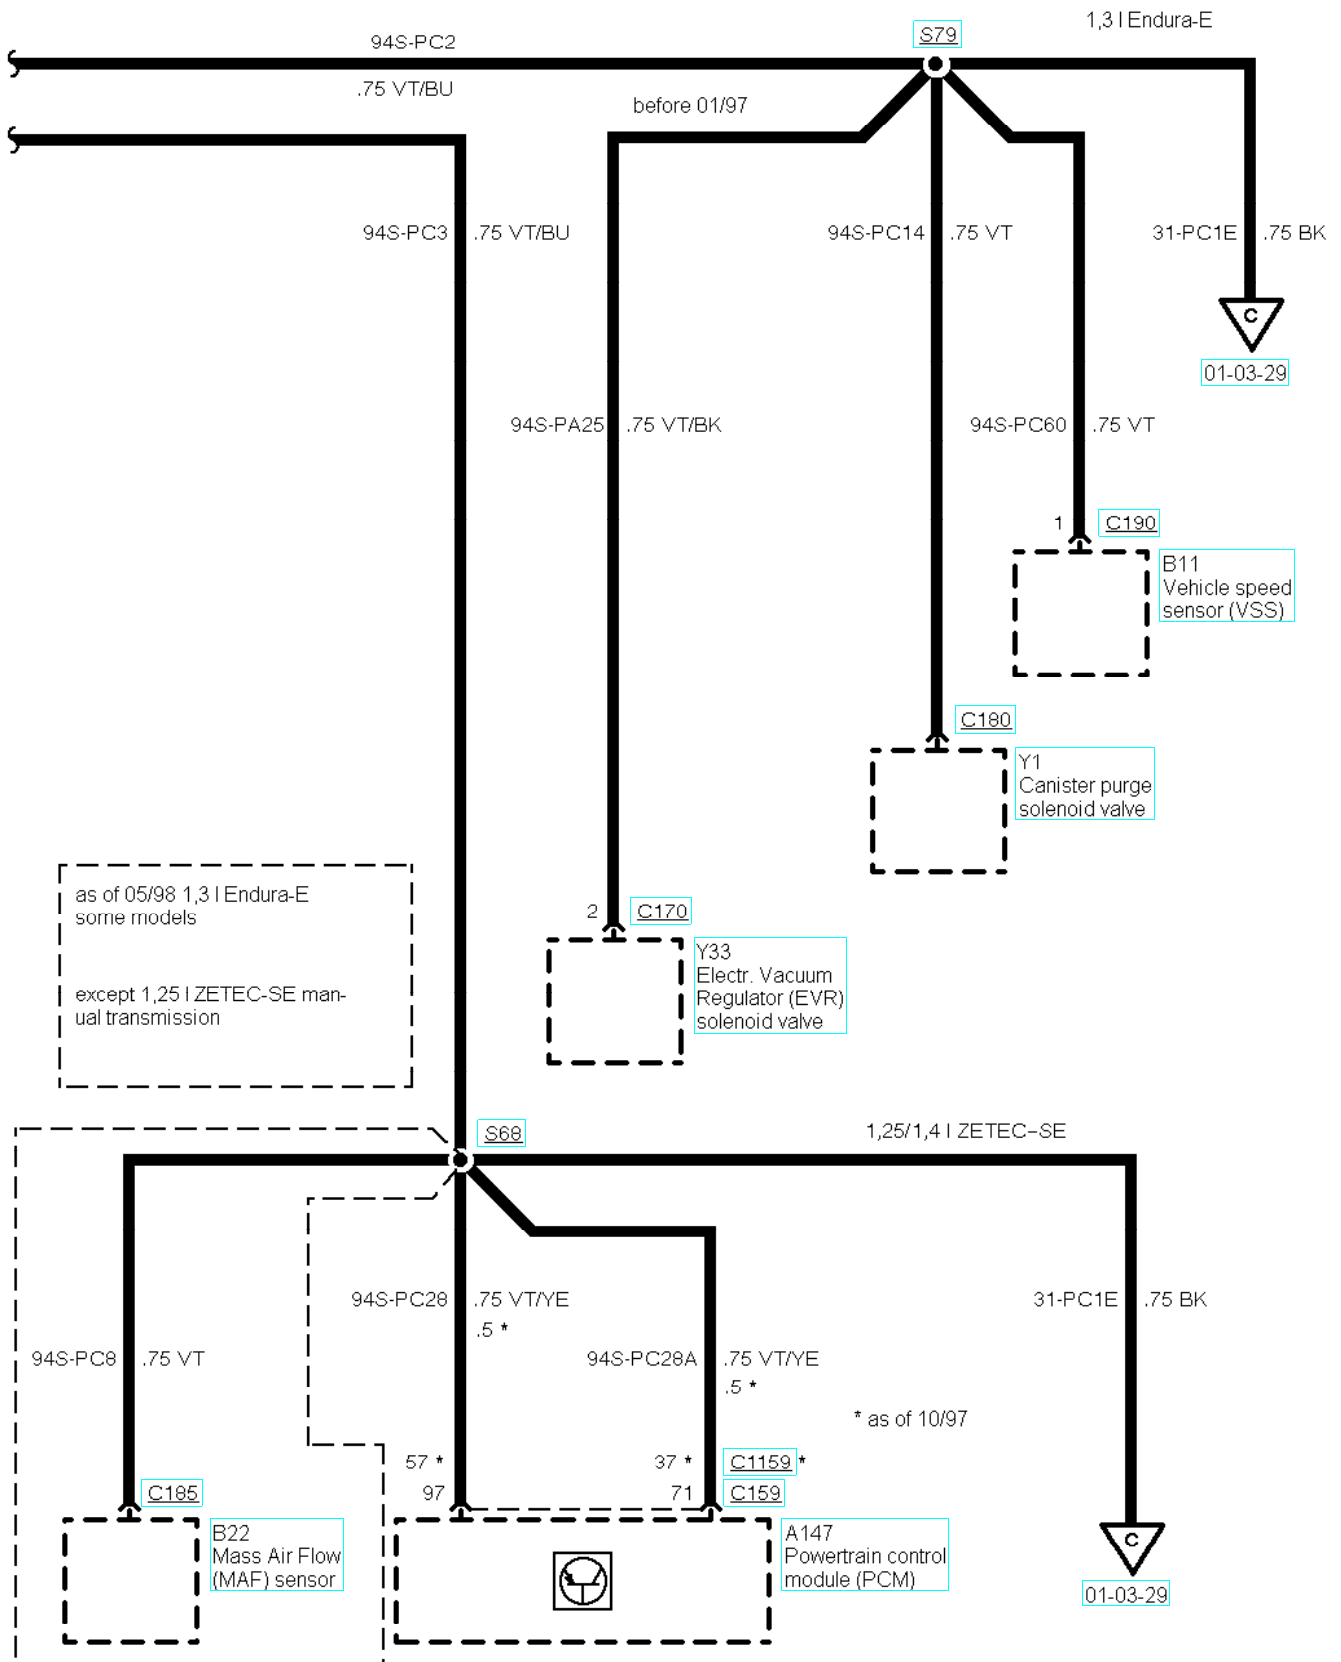 1,3 l Endura-E
S79
94S-PC2
.75 VT/BU
before 01/97
94S-PC3 .75 VT/BU
94S-PC14 .75 VT
31-PC1E .75 BK
C
01-03-29
94S-PA25 .75 VT/BK
94S-PC60 .75 VT
1 C190
B11
Vehicle speed
sensor (VSS)
C180
Y1
Canister purge
solenoid valve
as of 05/98 1,3 l Endura-E
some models
except 1,25 l ZETEC-SE man-
ual transmission
2 C170
Y33
Electr. Vacuum
Regulator (EVR)
solenoid valve
S68
1,25/1,4 l ZETEC-SE
94S-PC28 .75 VT/YE
.5 *
31-PC1E .75 BK
94S-PC8 .75 VT
94S-PC28A .75 VT/YE
.5 *
* as of 10/97
57 * 37 * C1159 *
C185
97 71 C159
B22
Mass Air Flow
(MAF) sensor
A147
Powertrain control
module (PCM)
C
01-03-29